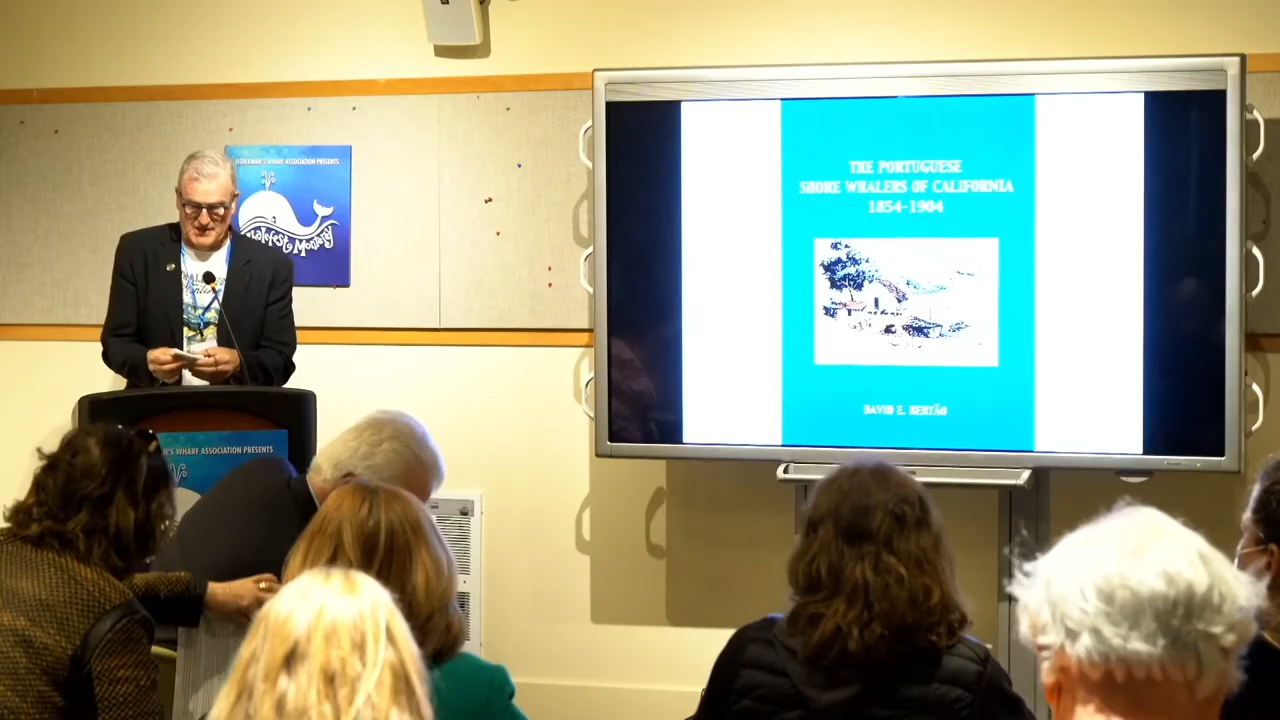 FISHERMAN'S WHARF ASSOCIATION PRESENTS
Whalefest Monterey
THE PORTUGUESE
SHORE WHALERS OF CALIFORNIA
1854-1904
DAVID E. BERTÃO
N'S WHARF ASSOCIATION PRESENTS